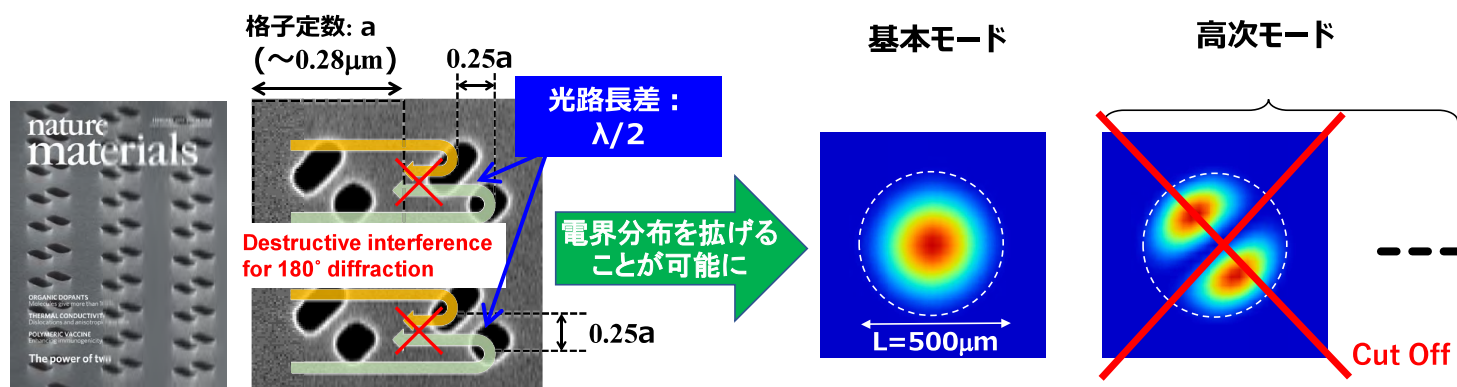 格子定数: a
(～0.28μm)
0.25a
光路長差：
λ/2
基本モード
高次モード
nature
materials
ORGANIC DOPANTS
THERMAL CONDUCTIVITY
POLYMERIC VACCINE
Enhancing immunogenicity
The power of two
Destructive interference
for 180° diffraction
電界分布を拡げる
ことが可能に
0.25a
L=500μm
Cut Off